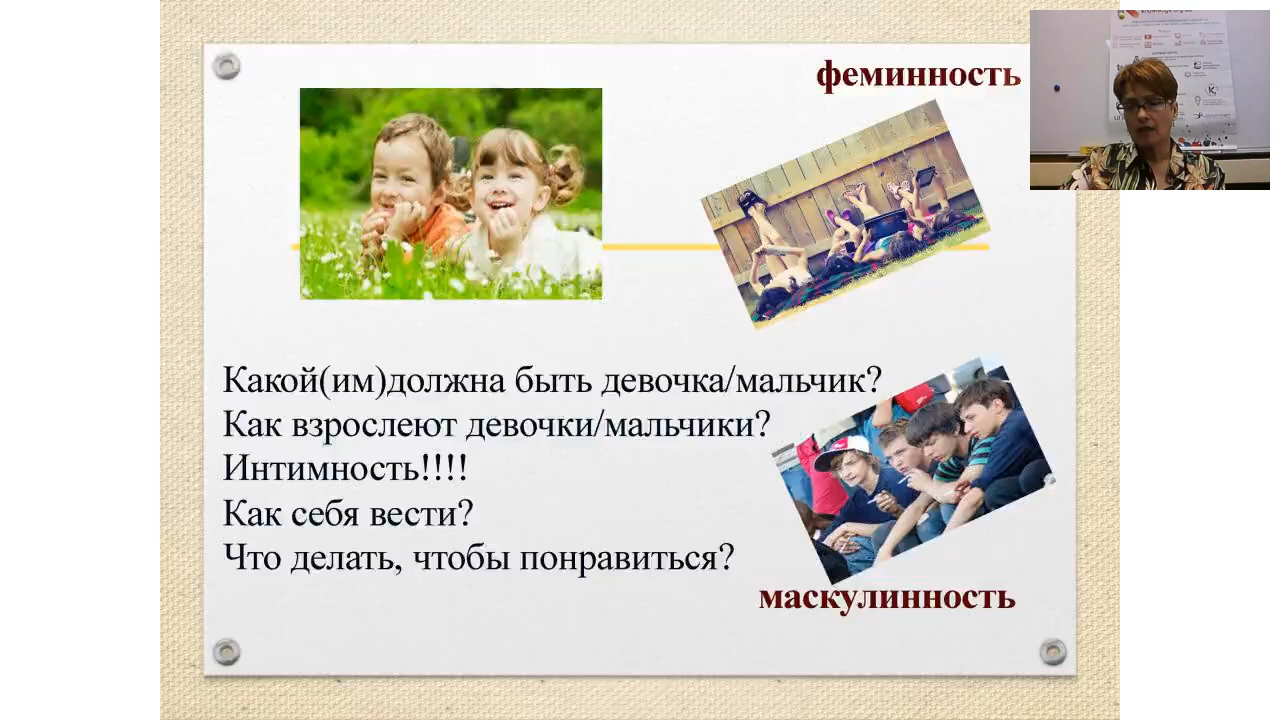 феминность
Какой(им)должна быть девочка/мальчик?
Как взрослеют девочки/мальчики?
Интимность!!!!
Как себя вести?
Что делать, чтобы понравиться?
маскулинность